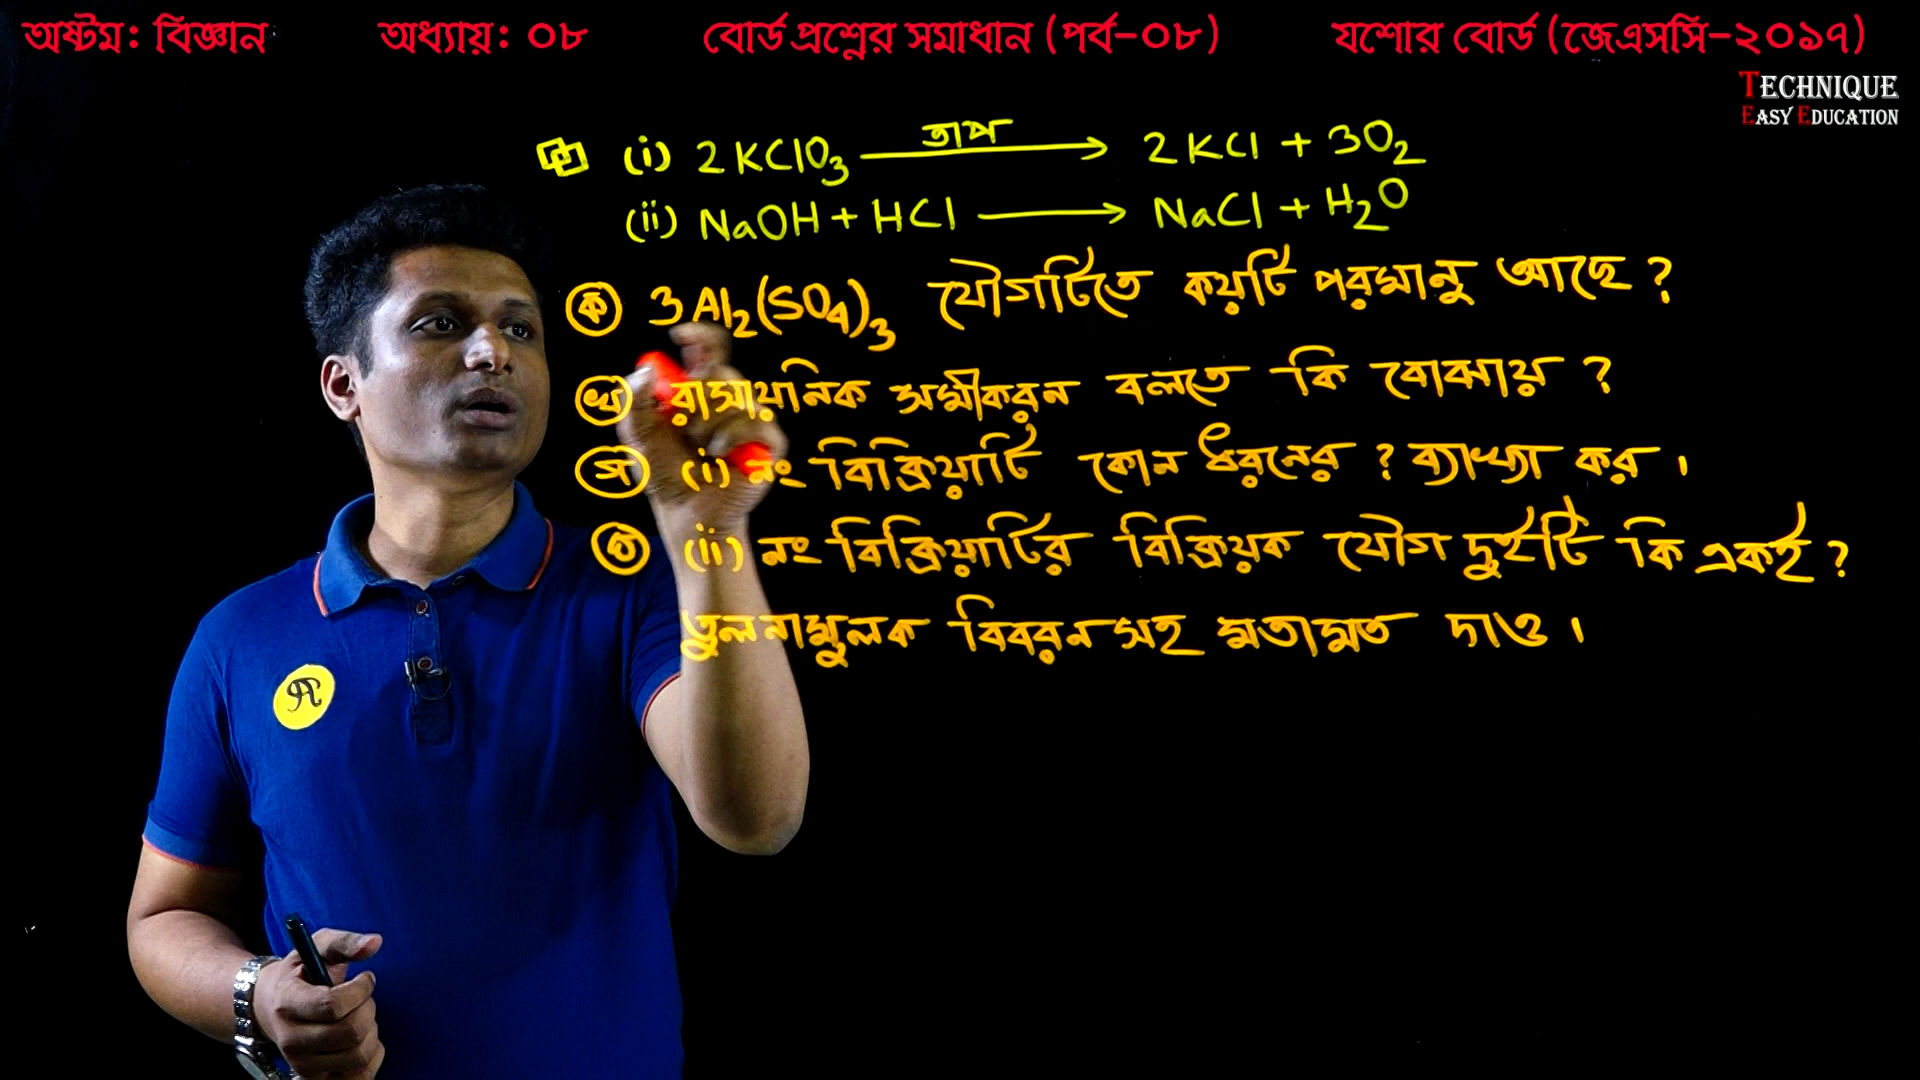 অষ্টম: বিজ্ঞান অধ্যায়: ০৮ বোর্ড প্রশ্নের সমাধান (পর্ব-০৮) যশোর বোর্ড (জেএসসি-২০১৭)
TECHNIQUE
EASY EDUCATION
(i) 2KClO₃ —তাপ→ 2KCl + 3O₂
(ii) NaOH + HCl → NaCl + H₂O
ক 3Al₂(SO₄)₃ যৌগটিতে কয়টি পরমানু আছে ?
খ রাসায়নিক সমীকরন বলতে কি বোঝায় ?
গ (i) নং বিক্রিয়াটি কোন ধরনের ? ব্যাখ্যা কর ।
ঘ (ii) নং বিক্রিয়াটির বিক্রিয়ক যৌগ দুইটি কি একই ?
তুলনামুলক বিবরনসহ মতামত দাও ।